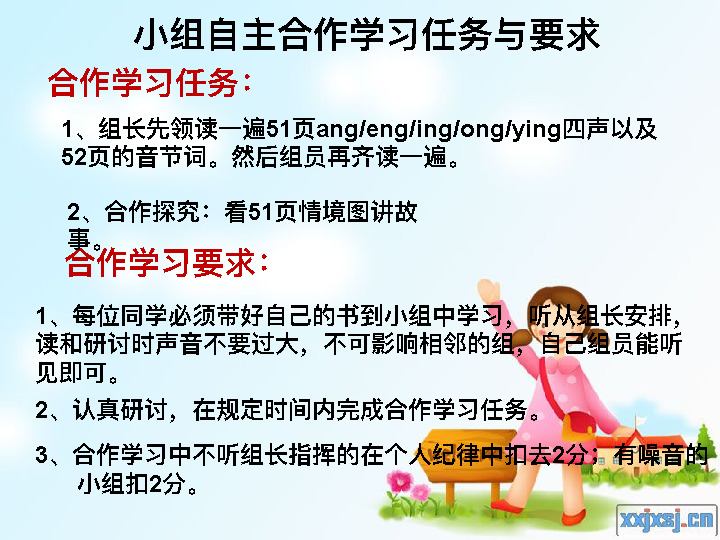 小组自主合作学习任务与要求
合作学习任务：
1、组长先领读一遍51页ang/eng/ing/ong/ying四声以及
52页的音节词。然后组员再齐读一遍。
2、合作探究：看51页情境图讲故
事。
合作学习要求：
1、每位同学必须带好自己的书到小组中学习，听从组长安排，
读和研讨时声音不要过大，不可影响相邻的组，自己组员能听
见即可。
2、认真研讨，在规定时间内完成合作学习任务。
3、合作学习中不听组长指挥的在个人纪律中扣去2分；有噪音的
小组扣2分。
xxjxsj.cn